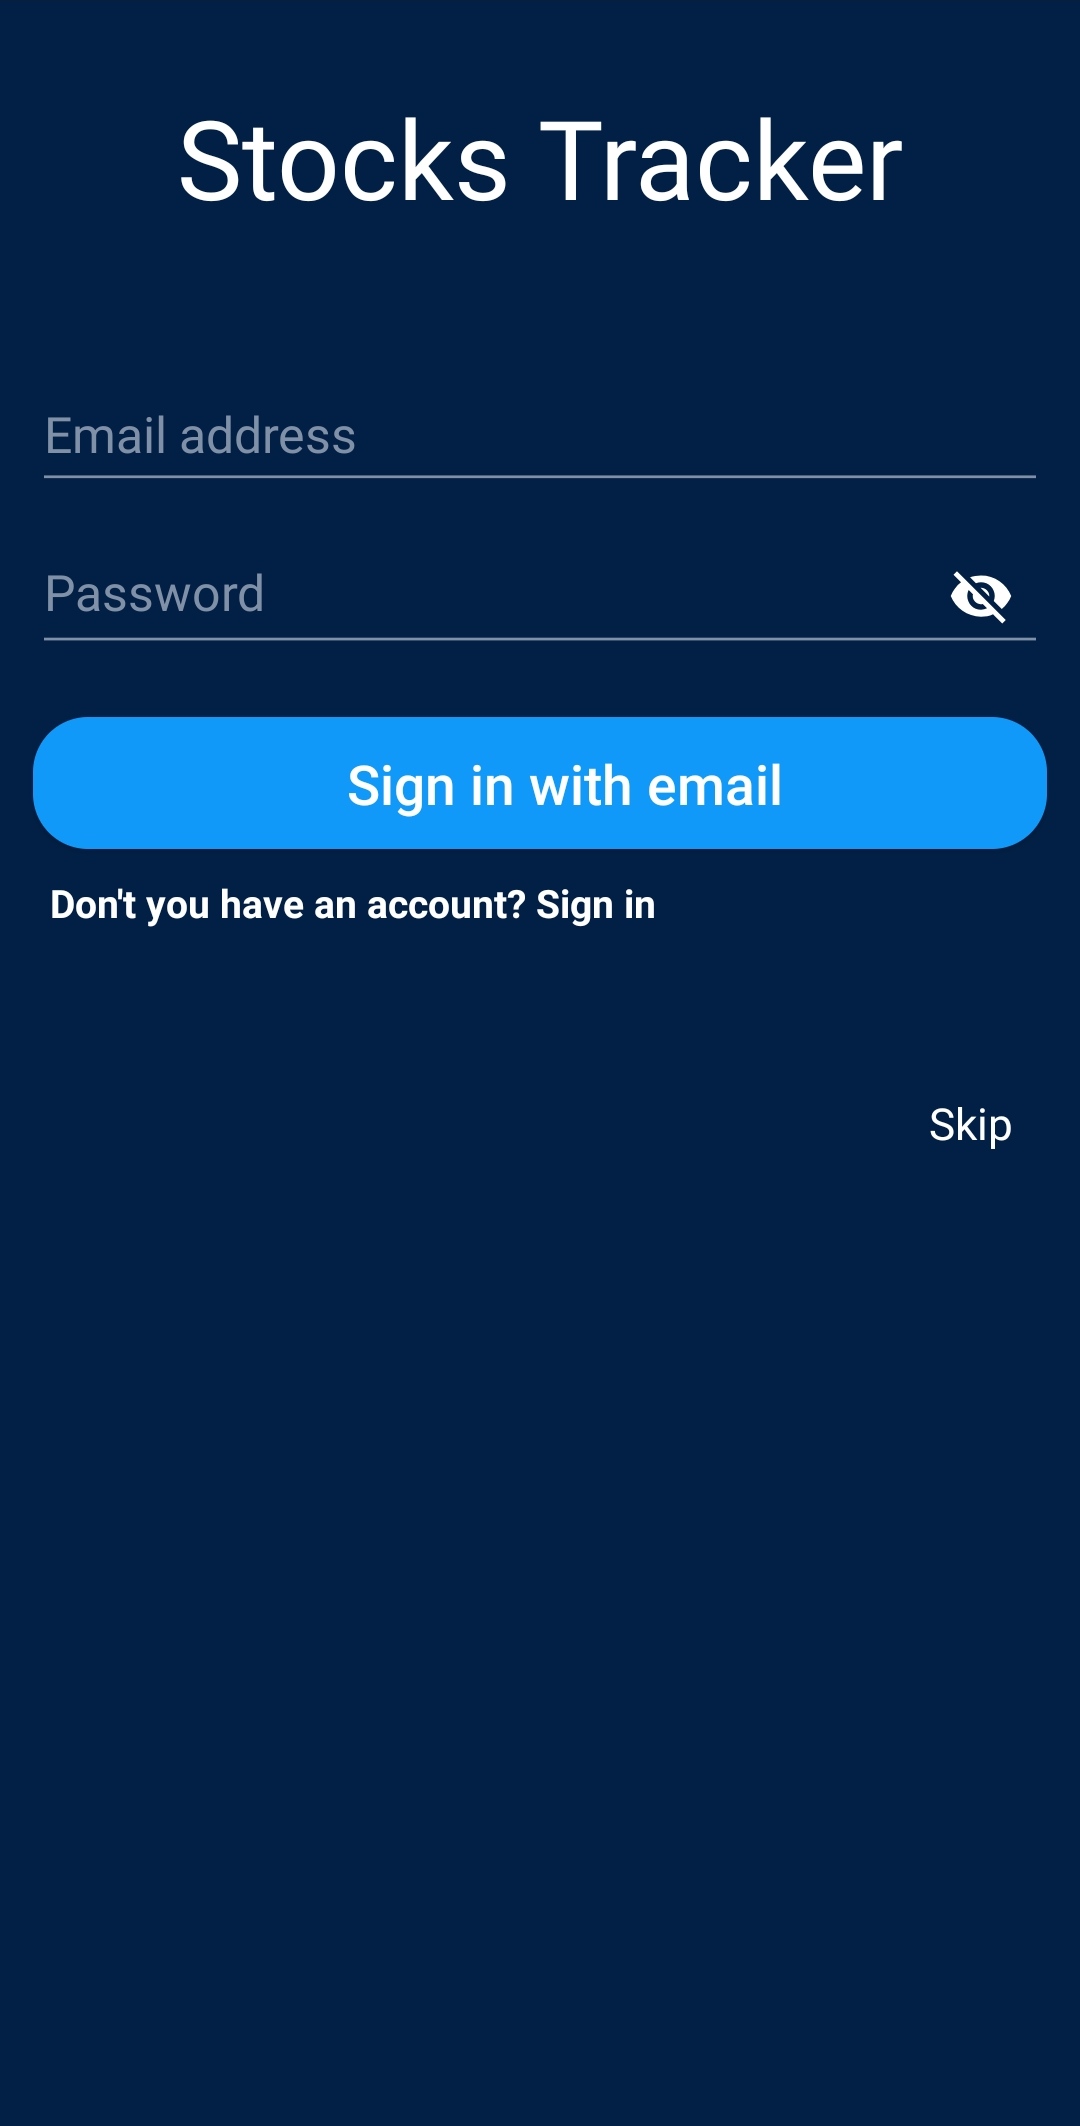 Stocks Tracker
Email address
Password
Sign in with email
Don't you have an account? Sign in
Skip